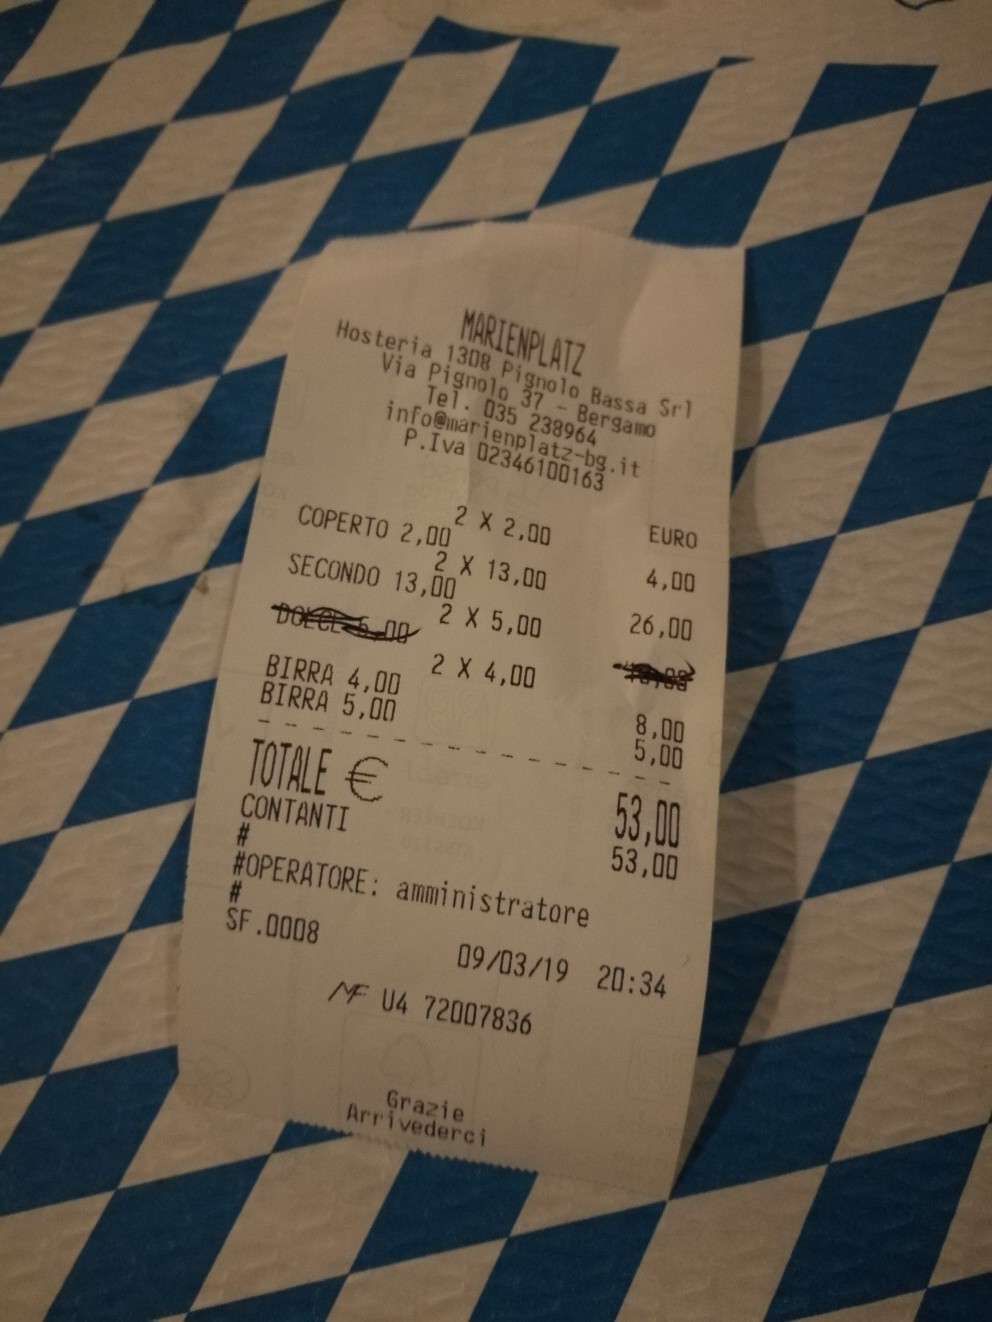 MARIENPLATZ
Hosteria 1308 Pignolo Bassa Srl
Via Pignolo 37 - Bergamo
Tel. 035 238964
info@marienplatz-bg.it
P.Iva 02346100163
EURO
2 X 2,00
COPERTO 2,00 4,00
2 X 13,00
SECONDO 13,00 26,00
2 X 5,00
DOLCE 5,00
2 X 4,00
BIRRA 4,00 8,00
BIRRA 5,00 5,00
TOTALE € 53,00
CONTANTI 53,00
#
#OPERATORE: amministratore
#
SF.0008 09/03/19 20:34
MF U4 72007836
Grazie
Arrivederci